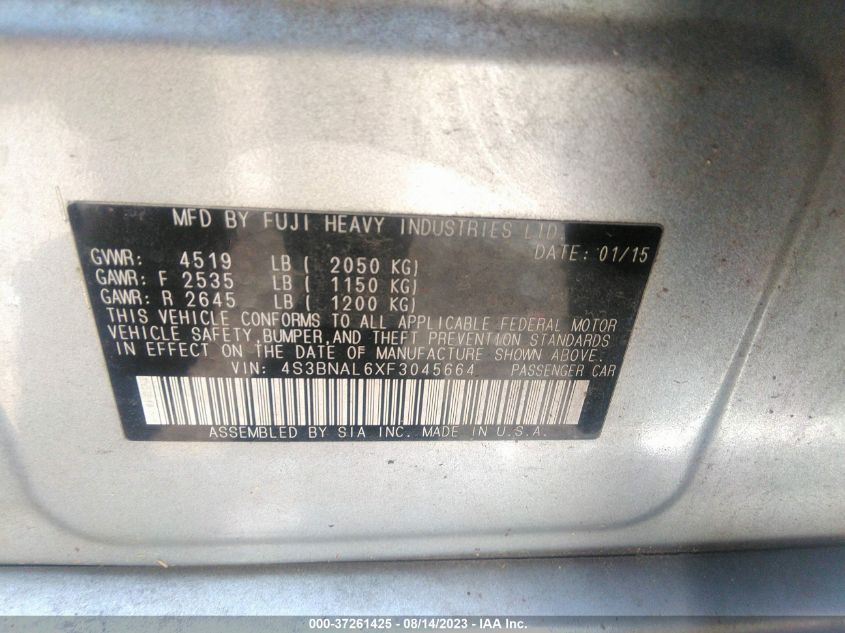 MFD BY FUJI HEAVY INDUSTRIES LTD.
DATE: 01/15
GVWR: 4519 LB ( 2050 KG)
GAWR: F 2535 LB ( 1150 KG)
GAWR: R 2645 LB ( 1200 KG)
THIS VEHICLE CONFORMS TO ALL APPLICABLE FEDERAL MOTOR
VEHICLE SAFETY, BUMPER, AND THEFT PREVENTION STANDARDS
IN EFFECT ON THE DATE OF MANUFACTURE SHOWN ABOVE.
VIN: 4S3BNAL6XF3045664 PASSENGER CAR
ASSEMBLED BY SIA INC. MADE IN U.S.A.
000-37261425 - 08/14/2023 - IAA Inc.